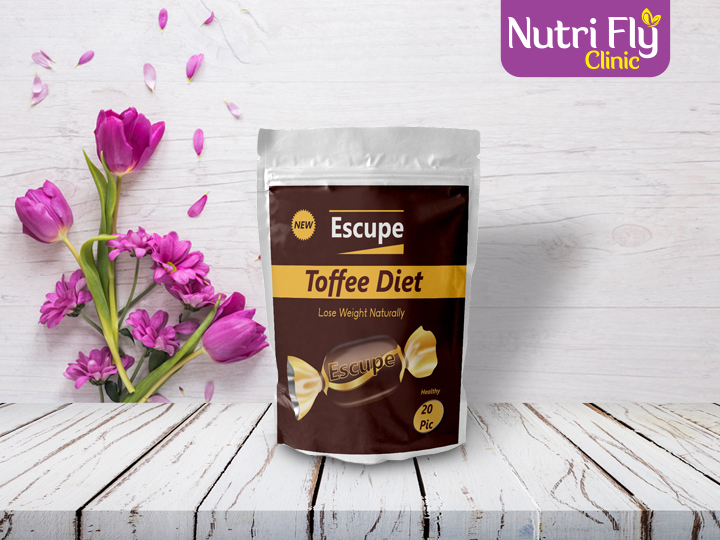 Nutri Fly
Clinic
NEW
Escupe
Toffee Diet
Lose Weight Naturally
Escupe
Healthy
20
Pic